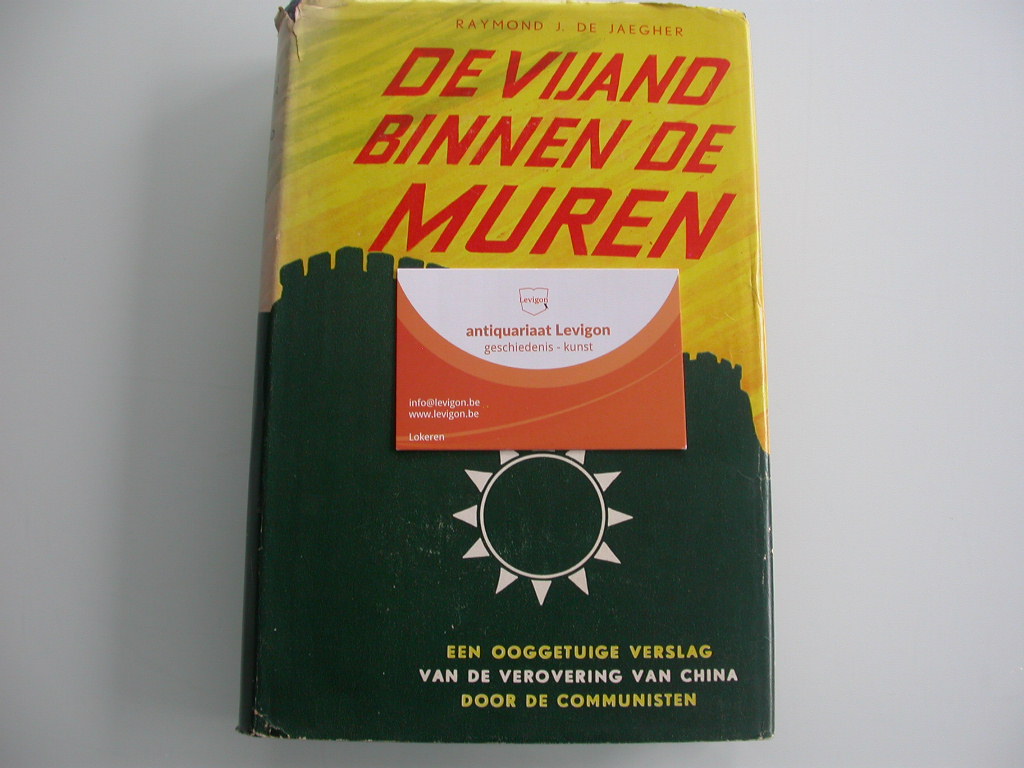 RAYMOND J. DE JAEGHER
DE VIJAND
BINNEN DE
MUREN
Levigon
antiquariaat Levigon
geschiedenis - kunst
info@levigon.be
www.levigon.be
Lokeren
EEN OOGGETUIGE VERSLAG
VAN DE VEROVERING VAN CHINA
DOOR DE COMMUNISTEN